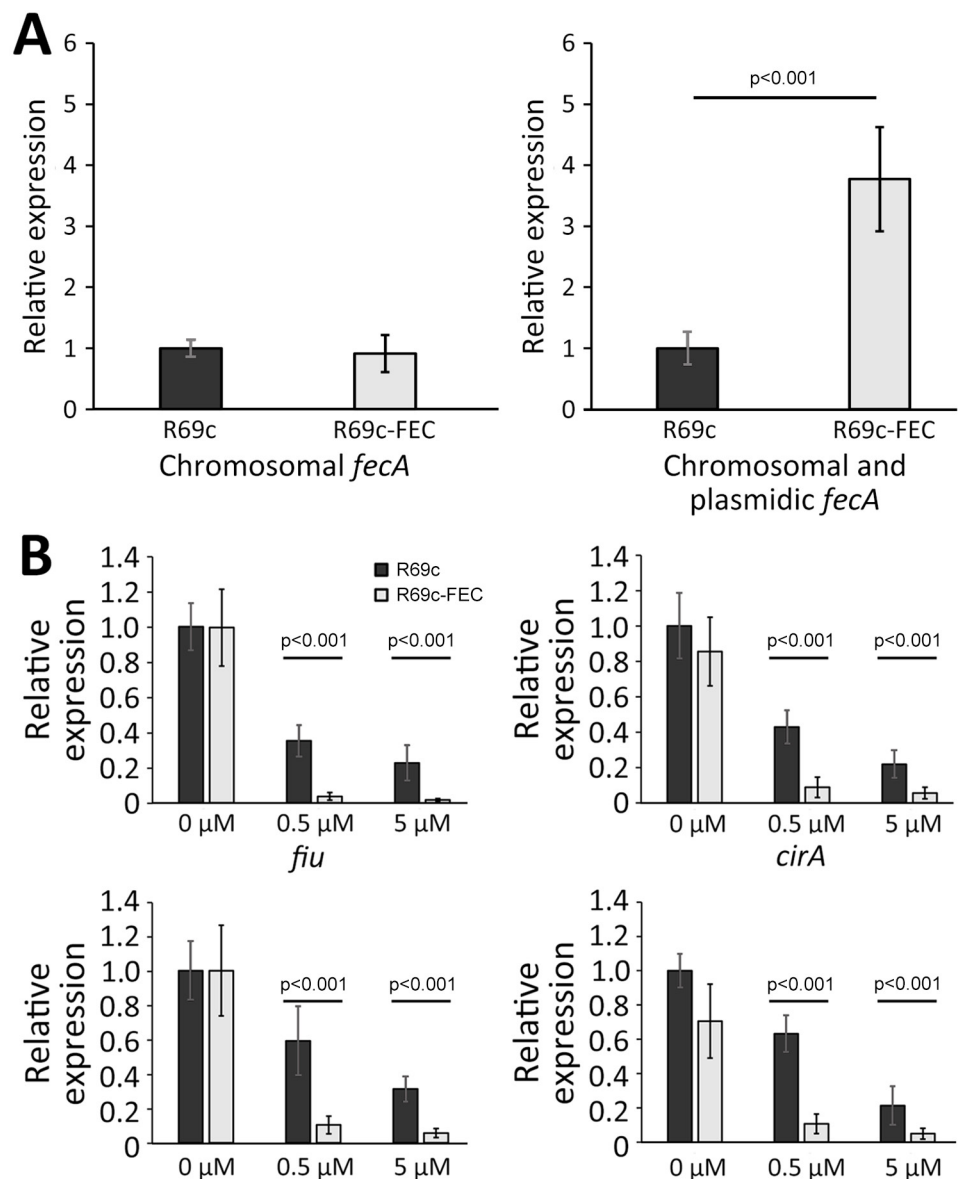 A
6
5
4
3
2
1
0
Relative expression
R69c
R69c-FEC
Chromosomal fecA
6
5
4
3
2
1
0
Relative expression
p<0.001
R69c
R69c-FEC
Chromosomal and
plasmidic fecA
B
1.4
1.2
1.0
0.8
0.6
0.4
0.2
0
Relative
expression
R69c
R69c-FEC
p<0.001
p<0.001
0 µM
0.5 µM
5 µM
fiu
1.4
1.2
1.0
0.8
0.6
0.4
0.2
0
Relative
expression
p<0.001
p<0.001
0 µM
0.5 µM
5 µM
cirA
1.4
1.2
1.0
0.8
0.6
0.4
0.2
0
Relative
expression
p<0.001
p<0.001
0 µM
0.5 µM
5 µM
1.4
1.2
1.0
0.8
0.6
0.4
0.2
0
Relative
expression
p<0.001
p<0.001
0 µM
0.5 µM
5 µM